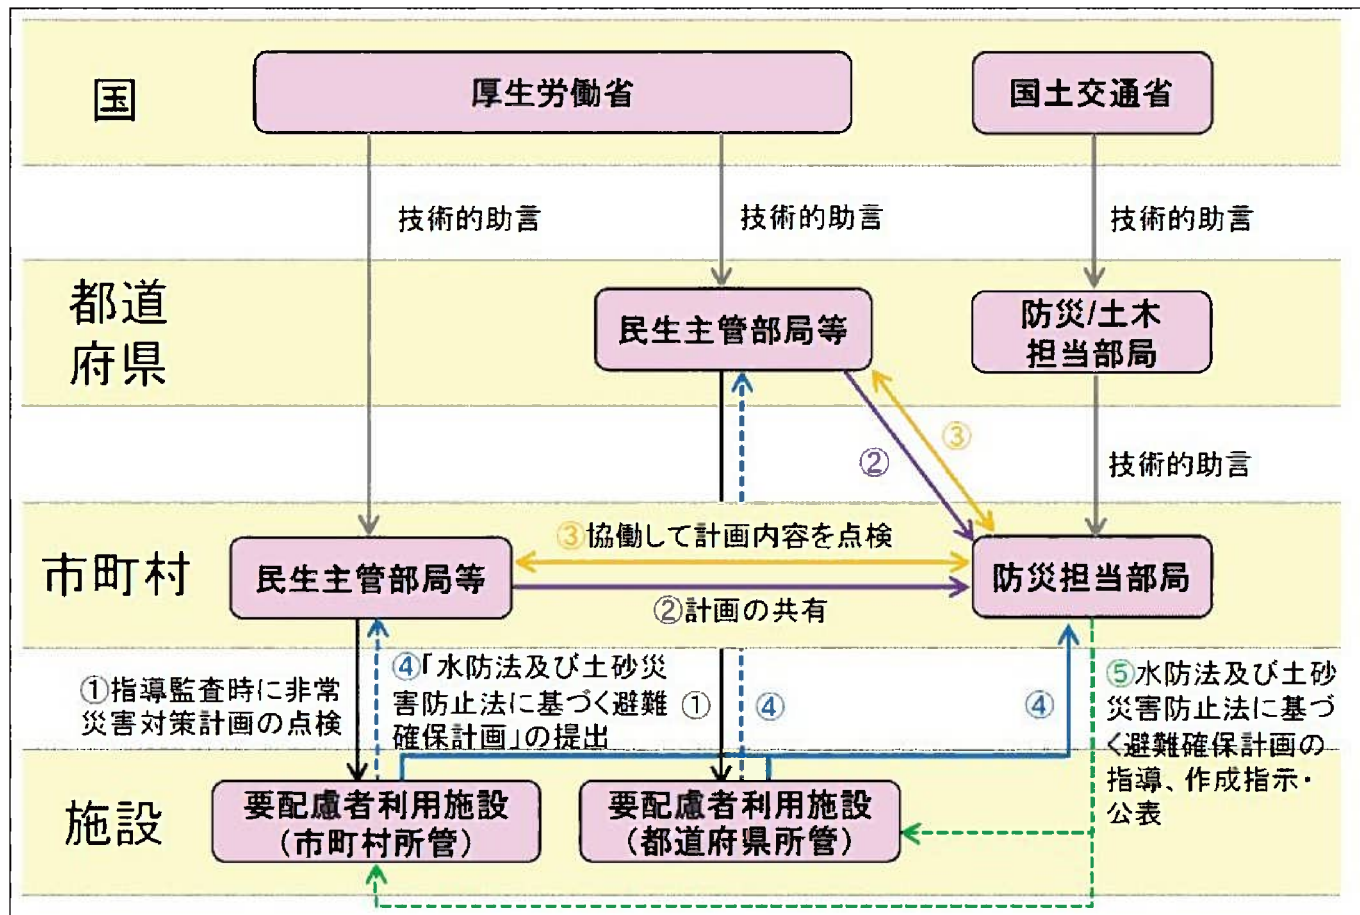 国
厚生労働省
国土交通省
技術的助言
技術的助言
技術的助言
都道
府県
民生主管部局等
防災/土木
担当部局
②
③
技術的助言
市町村
民生主管部局等
③協働して計画内容を点検
②計画の共有
防災担当部局
①指導監査時に非常
災害対策計画の点検
④「水防法及び土砂災
害防止法に基づく避難
確保計画」の提出
①
④
④
⑤水防法及び土砂
災害防止法に基づ
く避難確保計画の
指導、作成指示・
公表
施設
要配慮者利用施設
(市町村所管)
要配慮者利用施設
(都道府県所管)